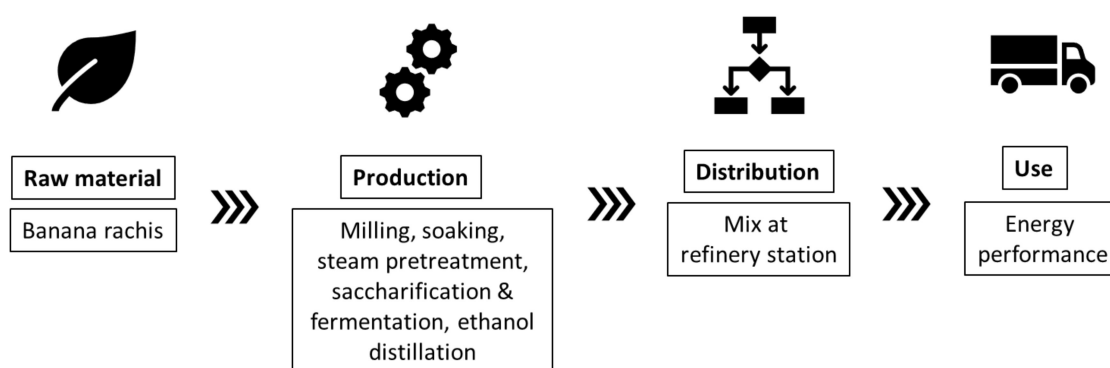 Raw material
Banana rachis
Production
Milling, soaking,
steam pretreatment,
saccharification &
fermentation, ethanol
distillation
Distribution
Mix at
refinery station
Use
Energy
performance